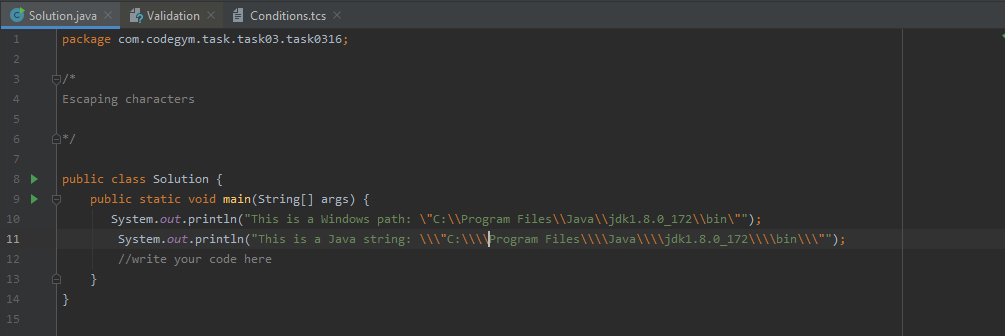 Solution.java Validation Conditions.tcs
1 package com.codegym.task.task03.task0316;
2
3 /*
4 Escaping characters
5
6 */
7
8 public class Solution {
9 public static void main(String[] args) {
10 System.out.println("This is a Windows path: \"C:\\Program Files\\Java\\jdk1.8.0_172\\bin\"");
11 System.out.println("This is a Java string: \\\"C:\\\\Program Files\\\\Java\\\\jdk1.8.0_172\\\\bin\\\"");
12 //write your code here
13 }
14 }
15